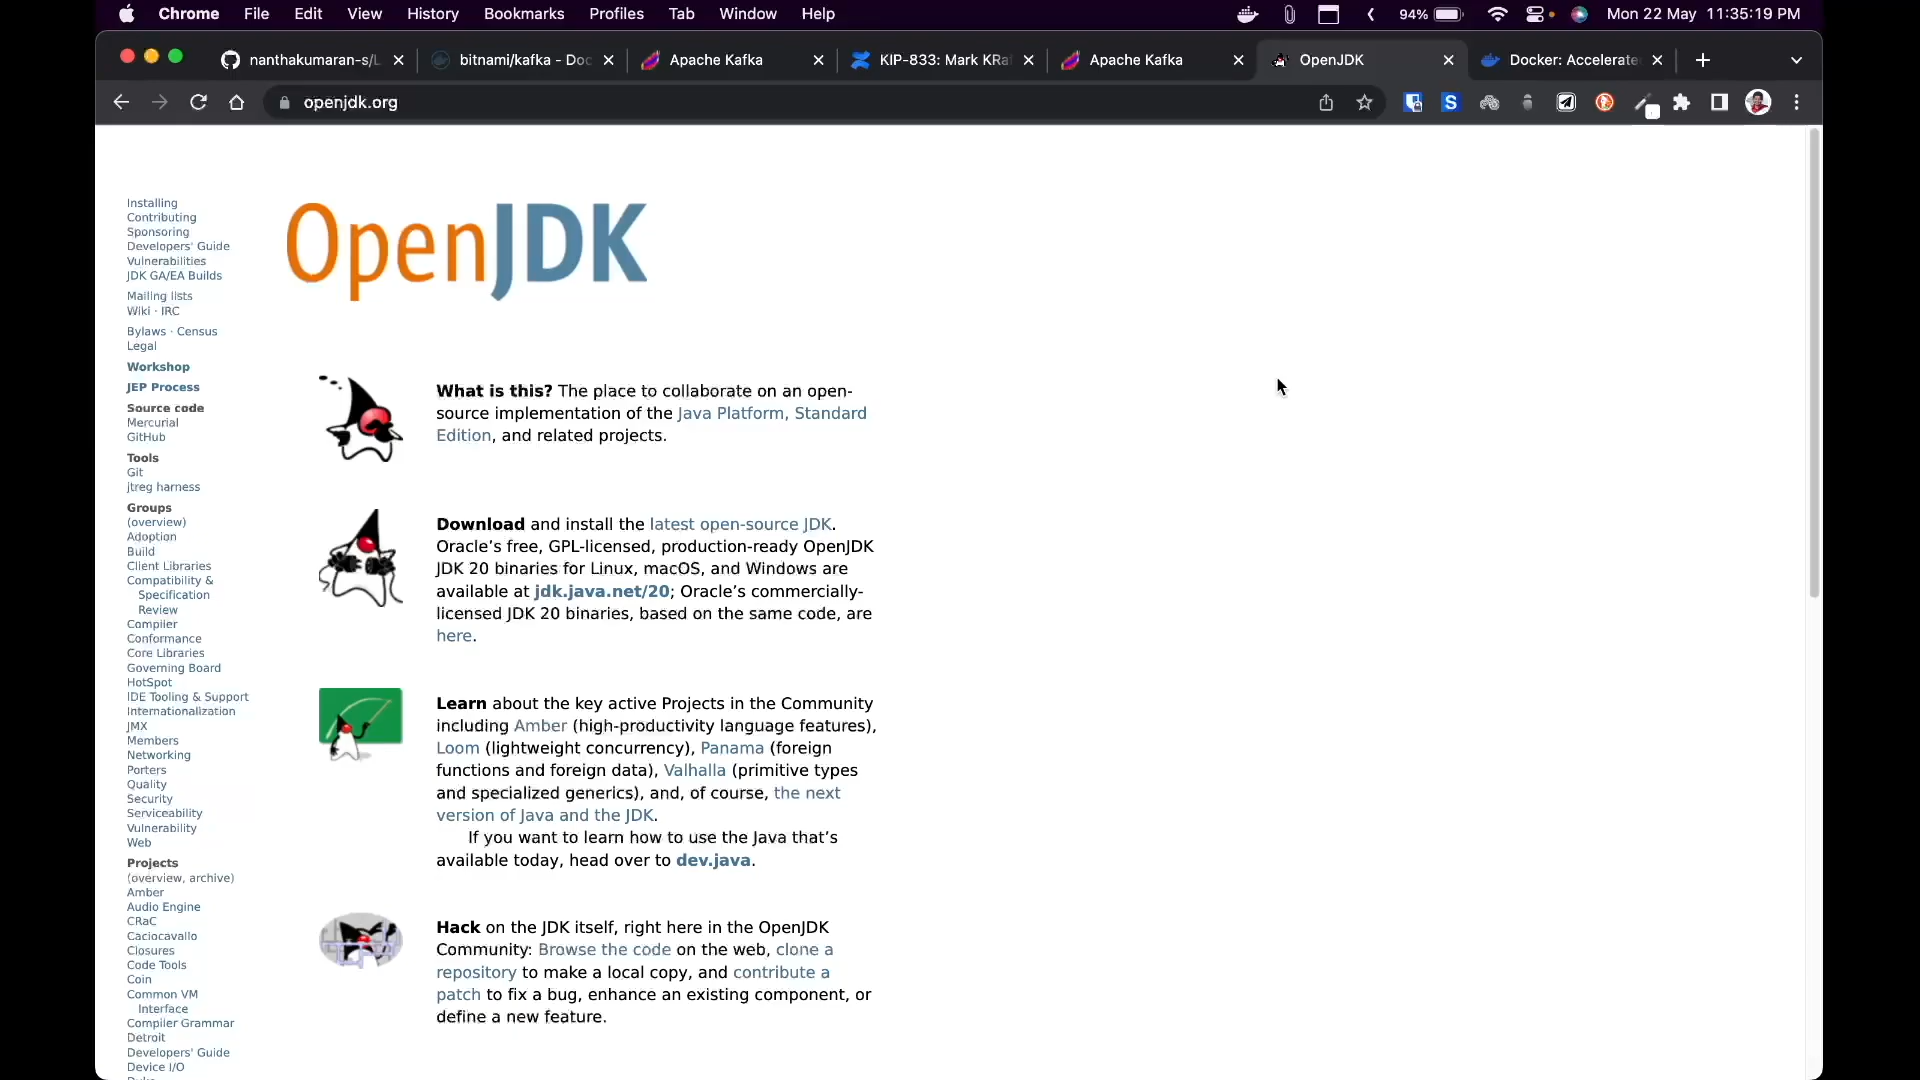 Chrome File Edit View History Bookmarks Profiles Tab Window Help 94% Mon 22 May 11:35:19 PM
nanthakumaran-s/L bitnami/kafka - Doc Apache Kafka KIP-833: Mark KRa Apache Kafka OpenJDK Docker: Accelerate
openjdk.org
Installing
Contributing
Sponsoring
Developers' Guide
Vulnerabilities
JDK GA/EA Builds
Mailing lists
Wiki · IRC
Bylaws · Census
Legal
Workshop
JEP Process
Source code
Mercurial
GitHub
Tools
Git
jtreg harness
Groups
(overview)
Adoption
Build
Client Libraries
Compatibility &
Specification
Review
Compiler
Conformance
Core Libraries
Governing Board
HotSpot
IDE Tooling & Support
Internationalization
JMX
Members
Networking
Porters
Quality
Security
Serviceability
Vulnerability
Web
Projects
(overview, archive)
Amber
Audio Engine
CRaC
Caciocavallo
Closures
Code Tools
Coin
Common VM
Interface
Compiler Grammar
Detroit
Developers' Guide
Device I/O
OpenJDK
What is this? The place to collaborate on an open-
source implementation of the Java Platform, Standard
Edition, and related projects.
Download and install the latest open-source JDK.
Oracle’s free, GPL-licensed, production-ready OpenJDK
JDK 20 binaries for Linux, macOS, and Windows are
available at jdk.java.net/20; Oracle’s commercially-
licensed JDK 20 binaries, based on the same code, are
here.
Learn about the key active Projects in the Community
including Amber (high-productivity language features),
Loom (lightweight concurrency), Panama (foreign
functions and foreign data), Valhalla (primitive types
and specialized generics), and, of course, the next
version of Java and the JDK.
If you want to learn how to use the Java that’s
available today, head over to dev.java.
Hack on the JDK itself, right here in the OpenJDK
Community: Browse the code on the web, clone a
repository to make a local copy, and contribute a
patch to fix a bug, enhance an existing component, or
define a new feature.